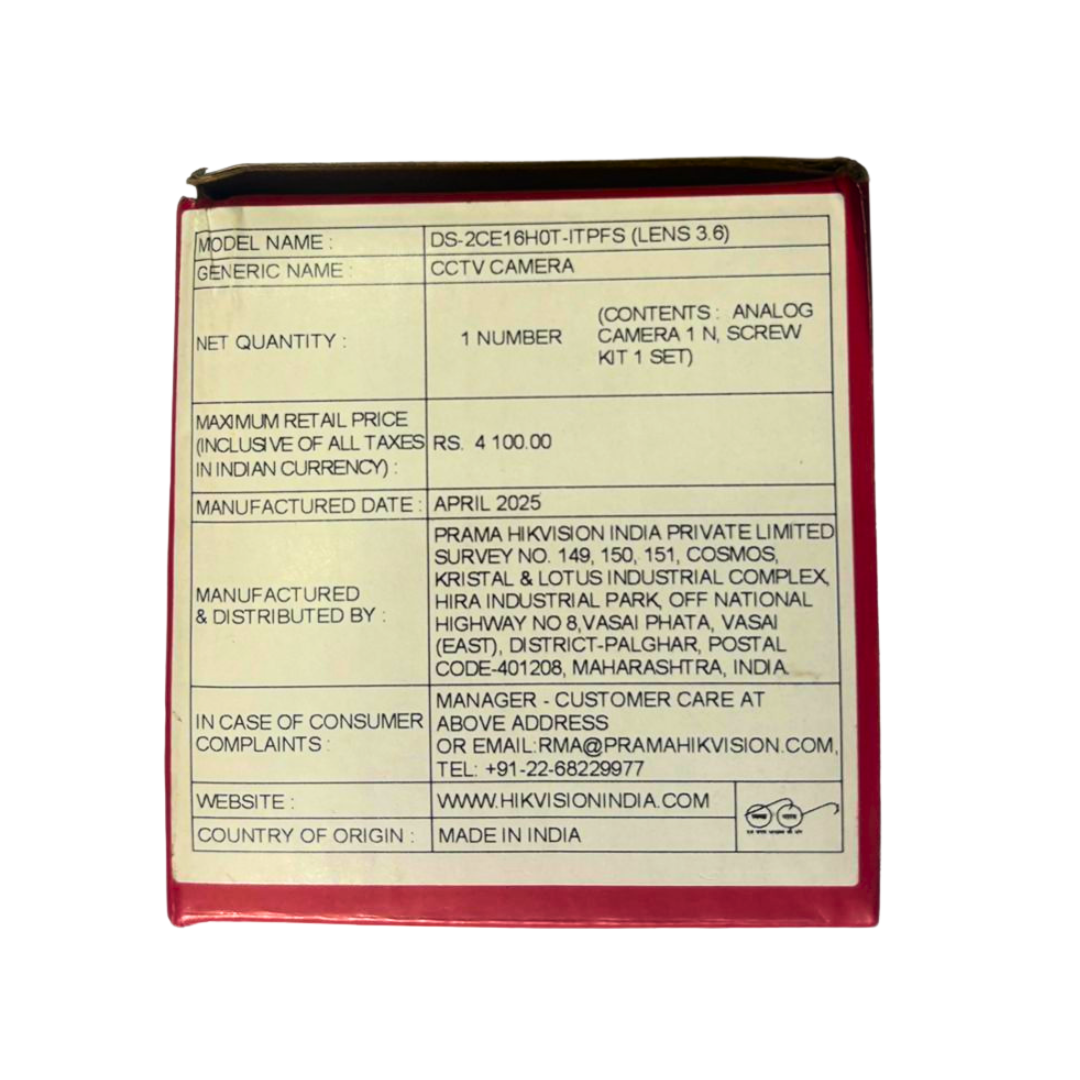 MODEL NAME : DS-2CE16H0T-ITPFS (LENS 3.6)
GENERIC NAME : CCTV CAMERA
NET QUANTITY : 1 NUMBER (CONTENTS : ANALOG
CAMERA 1 N, SCREW
KIT 1 SET)
MAXIMUM RETAIL PRICE
(INCLUSIVE OF ALL TAXES
IN INDIAN CURRENCY) :
RS. 4 100.00
MANUFACTURED DATE : APRIL 2025
MANUFACTURED
& DISTRIBUTED BY :
PRAMA HIKVISION INDIA PRIVATE LIMITED
SURVEY NO. 149, 150, 151, COSMOS,
KRISTAL & LOTUS INDUSTRIAL COMPLEX,
HIRA INDUSTRIAL PARK, OFF NATIONAL
HIGHWAY NO 8,VASAI PHATA, VASAI
(EAST), DISTRICT-PALGHAR, POSTAL
CODE-401208, MAHARASHTRA, INDIA.
IN CASE OF CONSUMER
COMPLAINTS :
MANAGER - CUSTOMER CARE AT
ABOVE ADDRESS
OR EMAIL:RMA@PRAMAHIKVISION.COM,
TEL: +91-22-68229977
WEBSITE : WWW.HIKVISIONINDIA.COM
COUNTRY OF ORIGIN : MADE IN INDIA